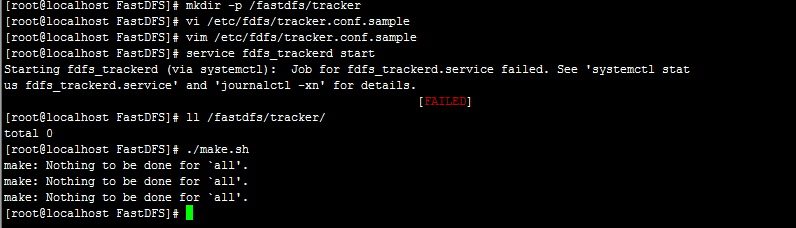 [root@localhost FastDFS]# mkdir -p /fastdfs/tracker
[root@localhost FastDFS]# vi /etc/fdfs/tracker.conf.sample
[root@localhost FastDFS]# vim /etc/fdfs/tracker.conf.sample
[root@localhost FastDFS]# service fdfs_trackerd start
Starting fdfs_trackerd (via systemctl):  Job for fdfs_trackerd.service failed. See 'systemctl stat
us fdfs_trackerd.service' and 'journalctl -xn' for details.
[FAILED]
[root@localhost FastDFS]# ll /fastdfs/tracker/
total 0
[root@localhost FastDFS]# ./make.sh
make: Nothing to be done for `all'.
make: Nothing to be done for `all'.
make: Nothing to be done for `all'.
[root@localhost FastDFS]#